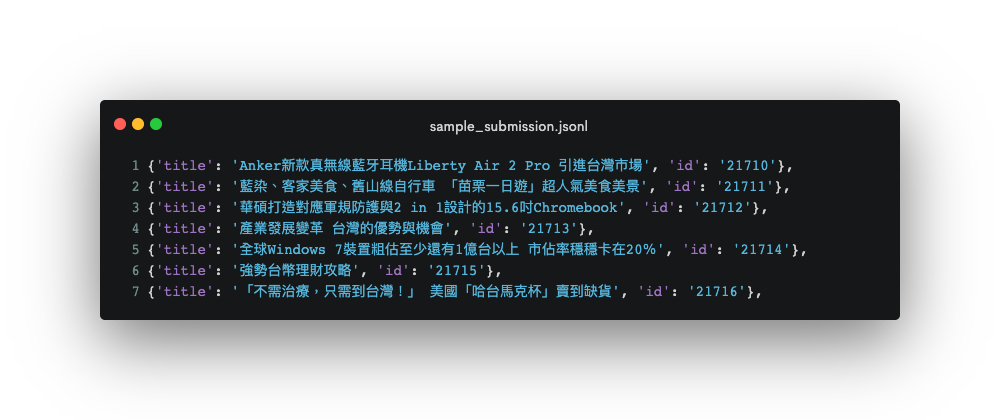 sample_submission.jsonl
1 {'title': 'Anker新款真無線藍牙耳機Liberty Air 2 Pro 引進台灣市場', 'id': '21710'},
2 {'title': '藍染、客家美食、舊山線自行車 「苗栗一日遊」超人氣美食美景', 'id': '21711'},
3 {'title': '華碩打造對應軍規防護與2 in 1設計的15.6吋Chromebook', 'id': '21712'},
4 {'title': '產業發展變革 台灣的優勢與機會', 'id': '21713'},
5 {'title': '全球Windows 7裝置粗估至少還有1億台以上 市佔率穩穩卡在20%', 'id': '21714'},
6 {'title': '強勢台幣理財攻略', 'id': '21715'},
7 {'title': '「不需治療，只需到台灣！」 美國「哈台馬克杯」賣到缺貨', 'id': '21716'},